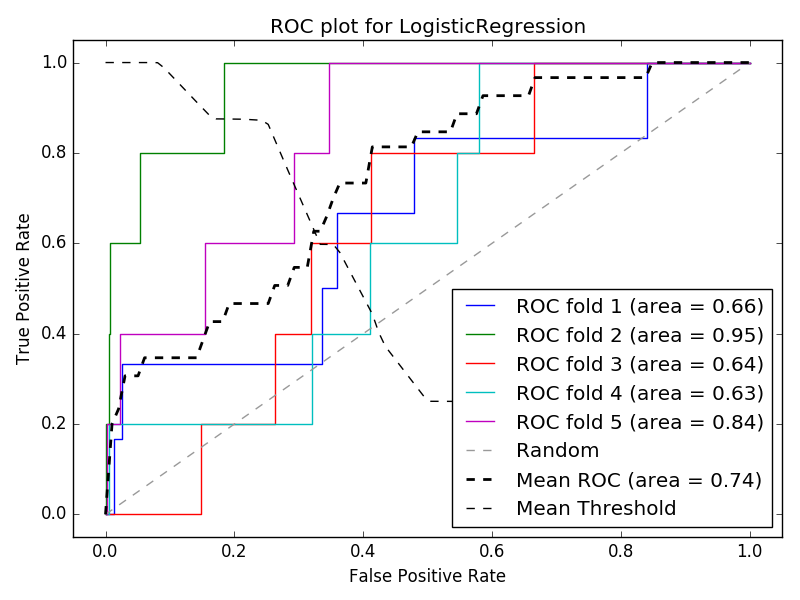 ROC plot for LogisticRegression
True Positive Rate
1.0
0.8
0.6
0.4
0.2
0.0
ROC fold 1 (area = 0.66)
ROC fold 2 (area = 0.95)
ROC fold 3 (area = 0.64)
ROC fold 4 (area = 0.63)
ROC fold 5 (area = 0.84)
Random
Mean ROC (area = 0.74)
Mean Threshold
0.0
0.2
0.4
0.6
0.8
1.0
False Positive Rate